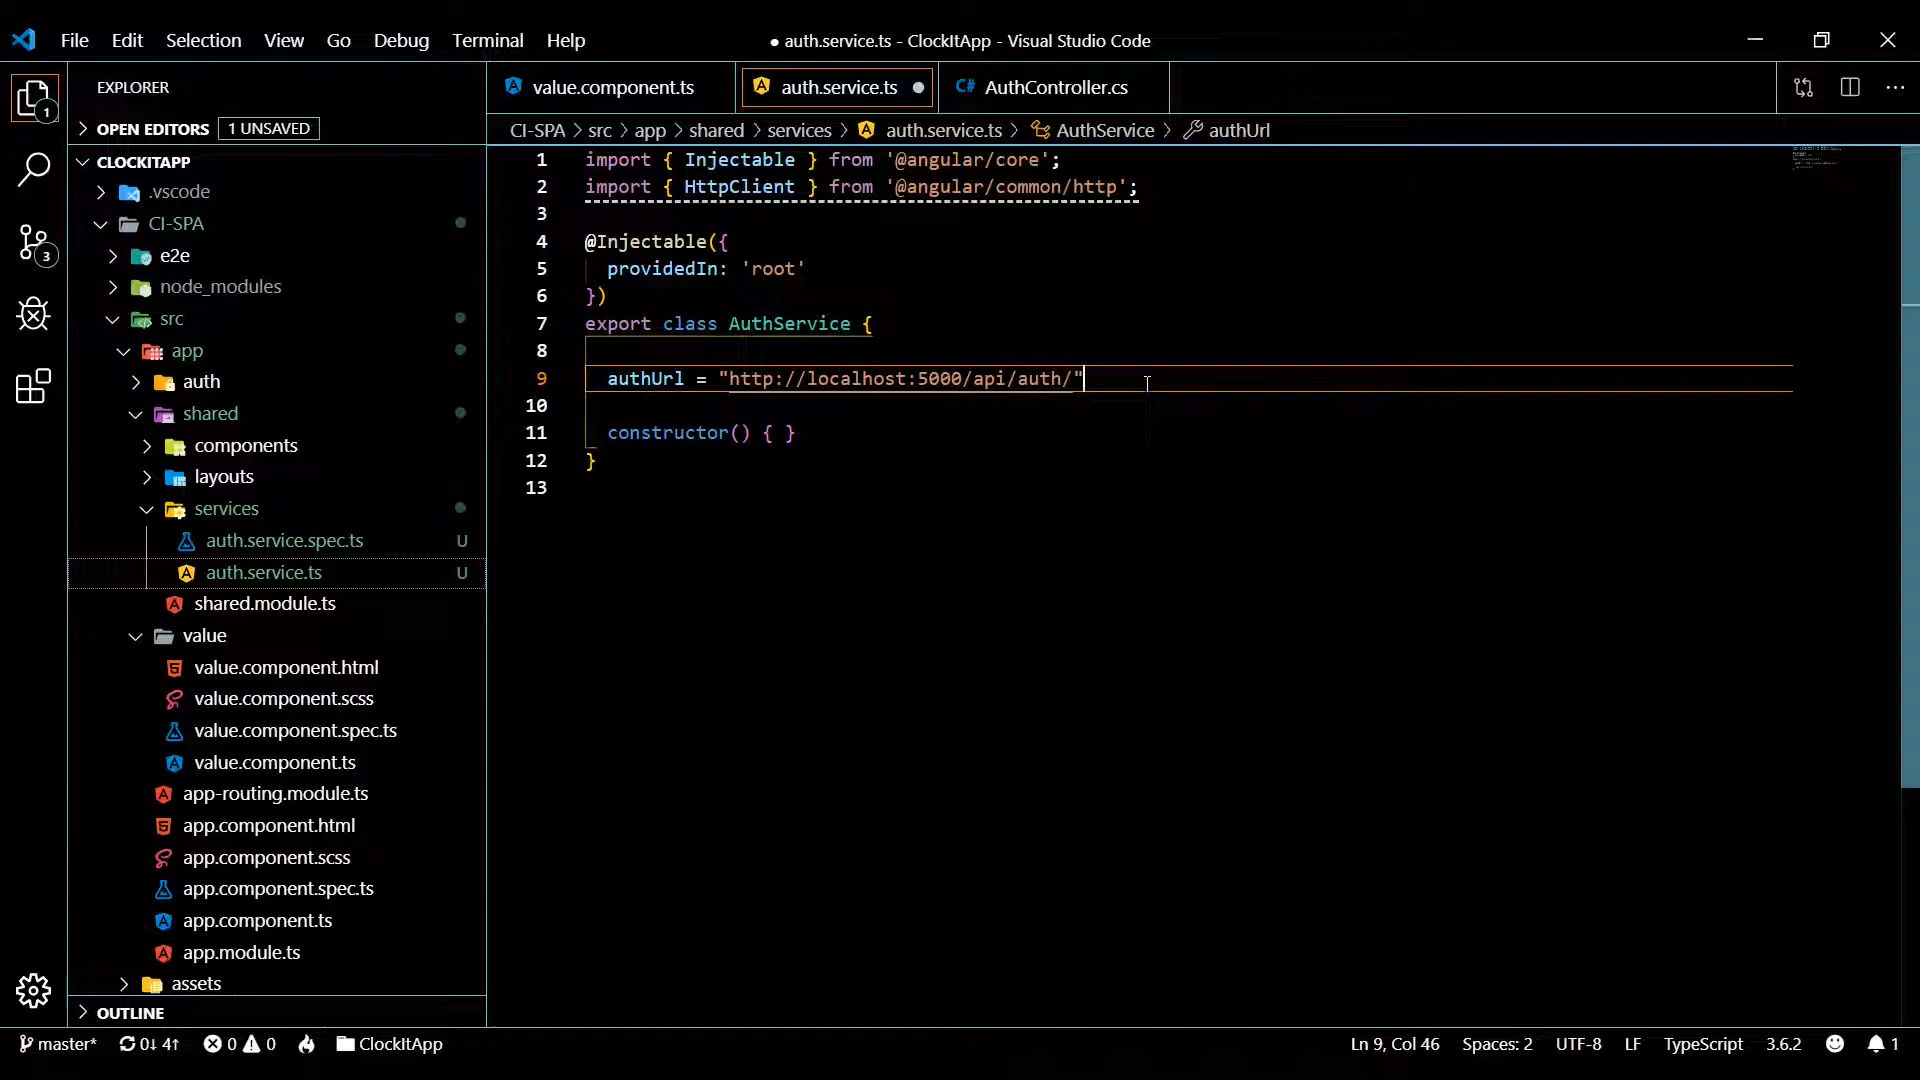 File Edit Selection View Go Debug Terminal Help
● auth.service.ts - ClockItApp - Visual Studio Code
EXPLORER
OPEN EDITORS 1 UNSAVED
CLOCKITAPP
.vscode
CI-SPA
e2e
node_modules
src
app
auth
shared
components
layouts
services
auth.service.spec.ts U
auth.service.ts U
shared.module.ts
value
value.component.html
value.component.scss
value.component.spec.ts
value.component.ts
app-routing.module.ts
app.component.html
app.component.scss
app.component.spec.ts
app.component.ts
app.module.ts
assets
OUTLINE
1
3
value.component.ts auth.service.ts AuthController.cs
CI-SPA > src > app > shared > services > auth.service.ts > AuthService > authUrl
1 import { Injectable } from '@angular/core';
2 import { HttpClient } from '@angular/common/http';
3
4 @Injectable({
5 providedIn: 'root'
6 })
7 export class AuthService {
8
9 authUrl = "http://localhost:5000/api/auth/"
10
11 constructor() { }
12 }
13
master* 0↓ 4↑ 0 0 ClockItApp
Ln 9, Col 46 Spaces: 2 UTF-8 LF TypeScript 3.6.2 1